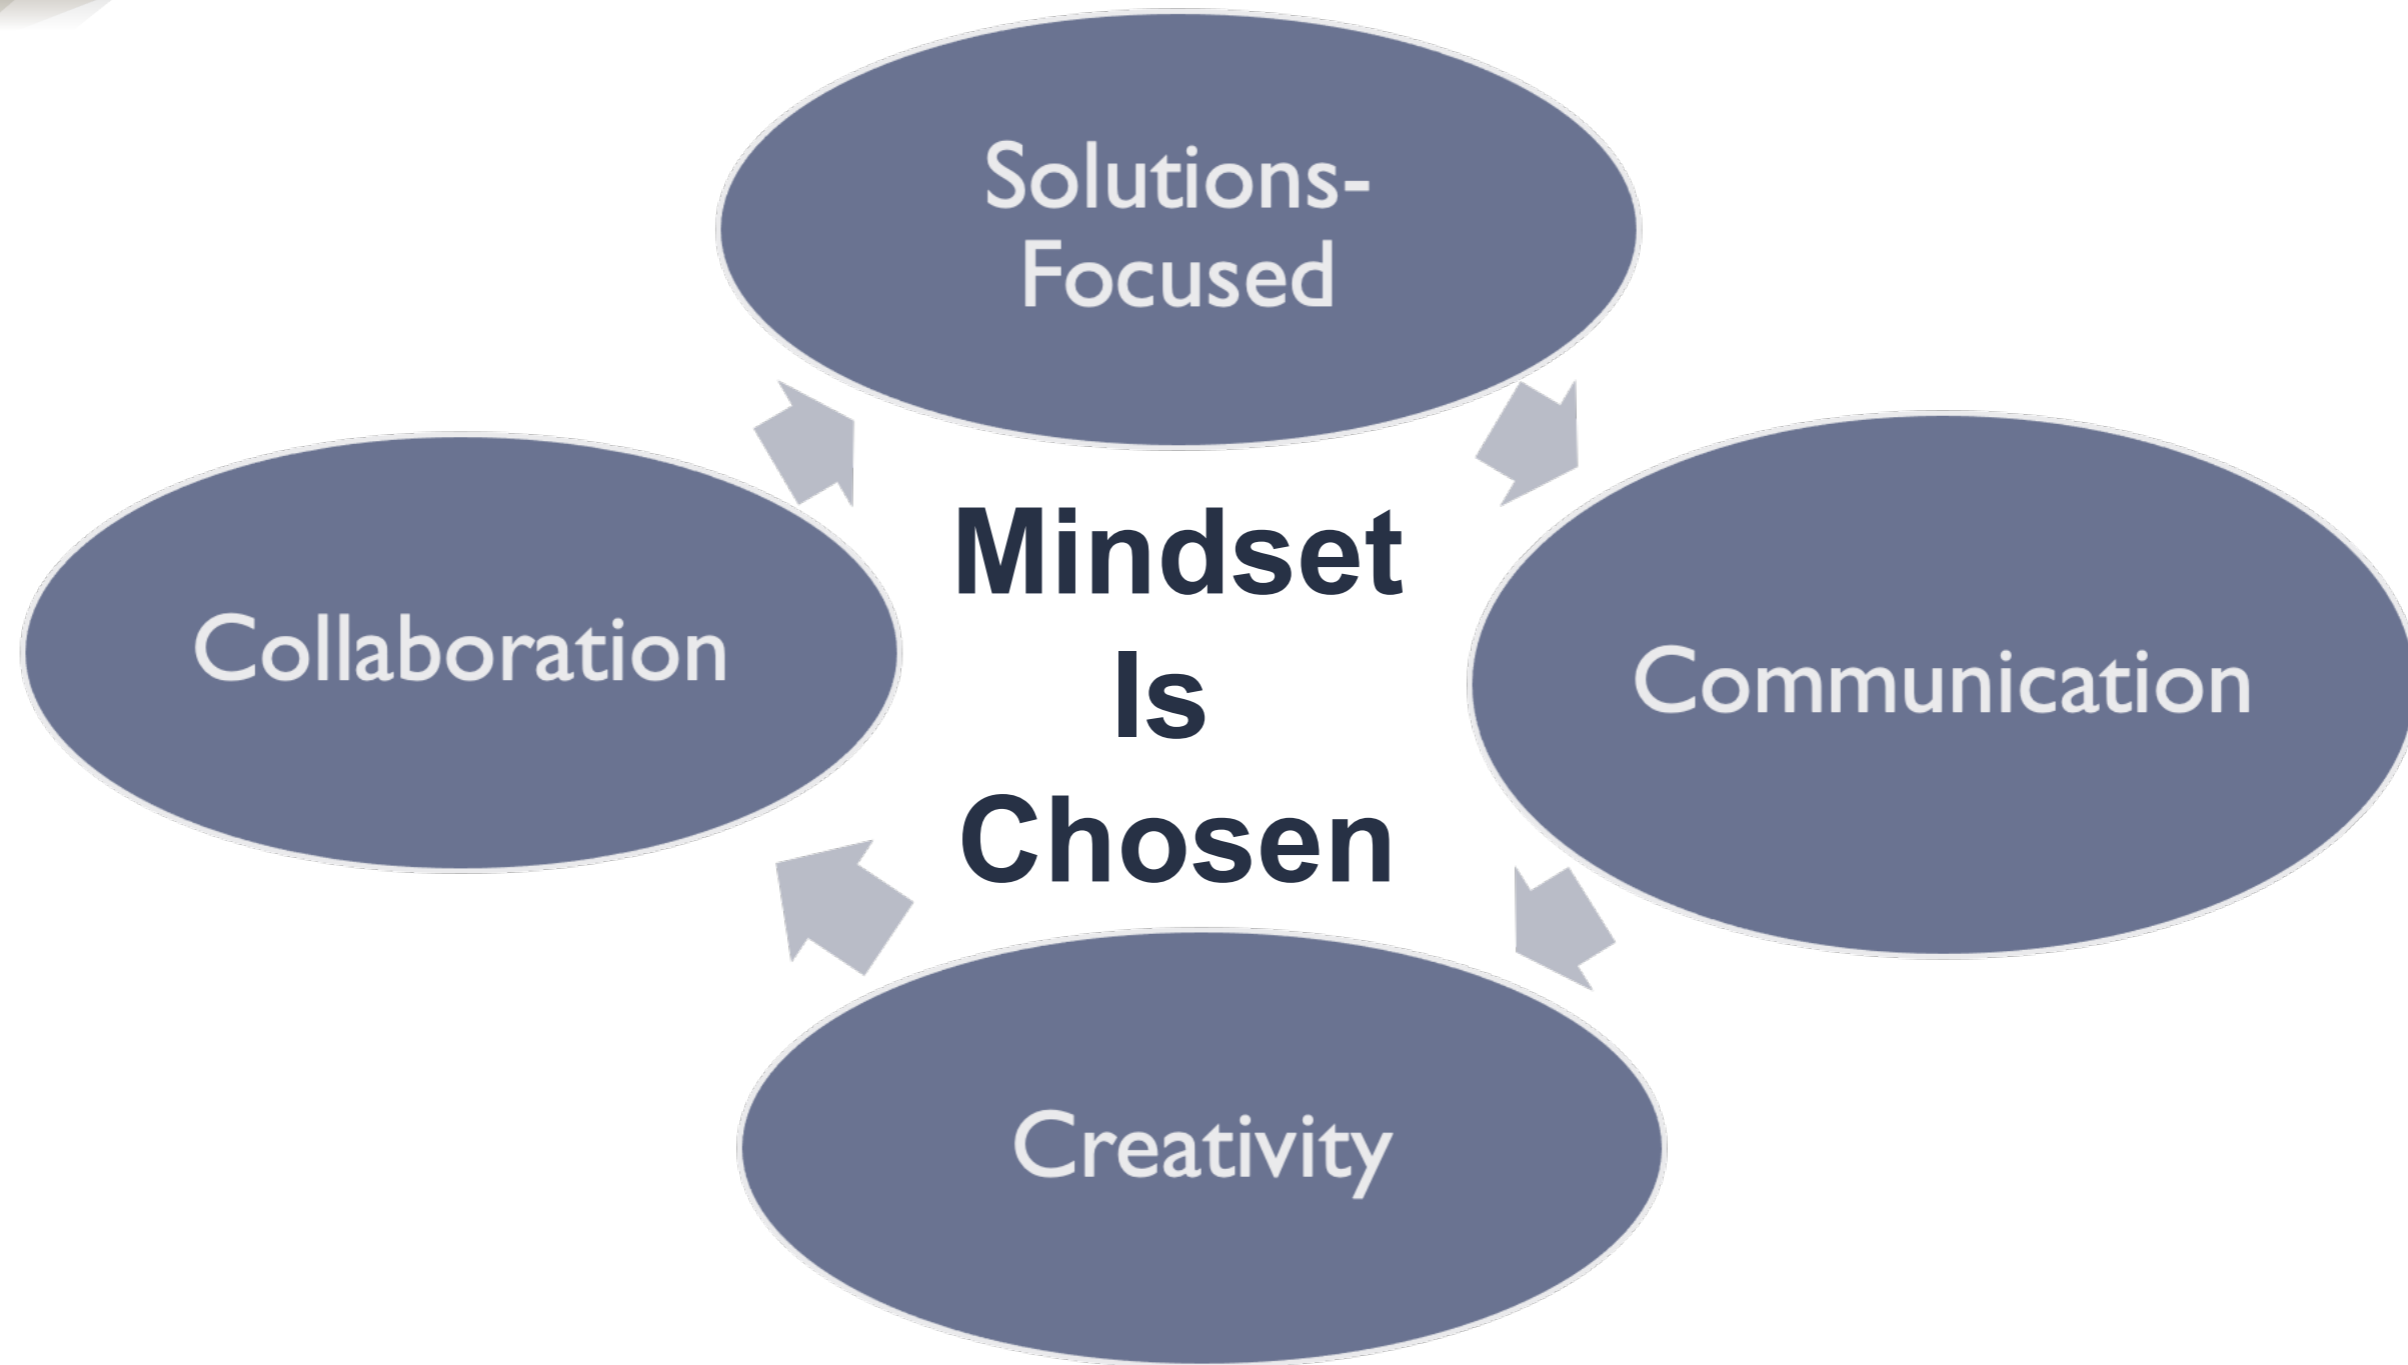 Solutions-
Focused
Collaboration
Mindset
Is
Chosen
Communication
Creativity